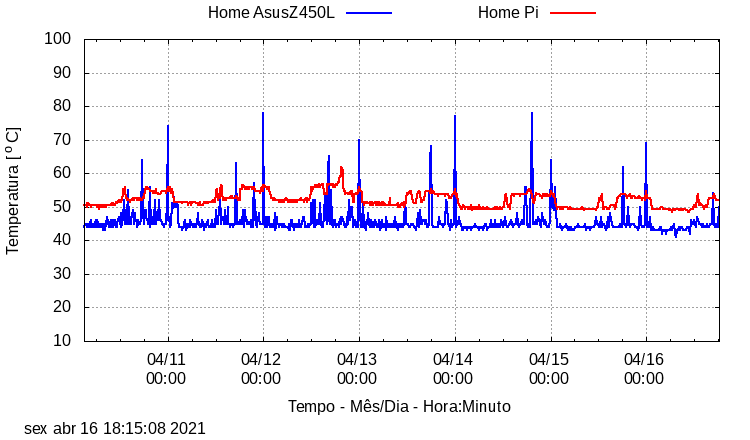 Home AsusZ450L Home Pi
100
90
80
70
60
50
40
30
20
10
Temperatura [ º C]
04/11 04/12 04/13 04/14 04/15 04/16
00:00 00:00 00:00 00:00 00:00 00:00
Tempo - Mês/Dia - Hora:Minuto
sex abr 16 18:15:08 2021